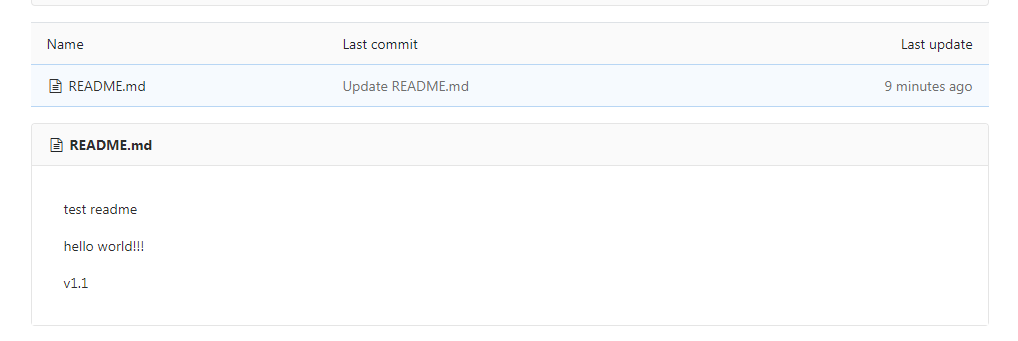 Name Last commit Last update
README.md Update README.md 9 minutes ago
README.md
test readme
hello world!!!
v1.1